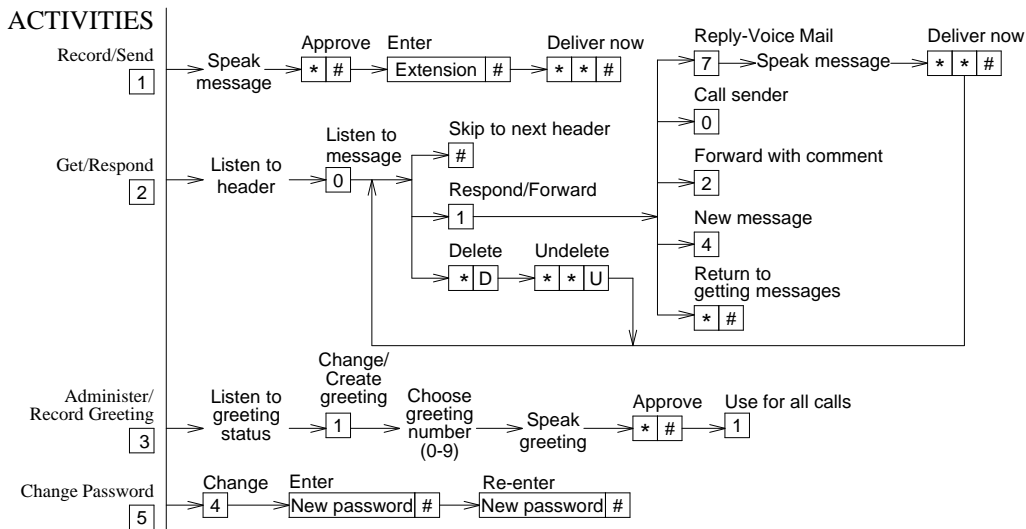 ACTIVITIES
Record/Send
1
Speak
message
Approve
* #
Enter
Extension #
Deliver now
* * #
Get/Respond
2
Listen to
header
Listen to
message
0
Skip to next header
#
Respond/Forward
1
Delete
* D
Undelete
* * U
Reply-Voice Mail
7
Speak message
Deliver now
* * #
Call sender
0
Forward with comment
2
New message
4
Return to
getting messages
* #
Administer/
Record Greeting
3
Listen to
greeting
status
Change/
Create
greeting
1
Choose
greeting
number
(0-9)
Speak
greeting
Approve
* #
Use for all calls
1
Change Password
5
Change
4
Enter
New password #
Re-enter
New password #